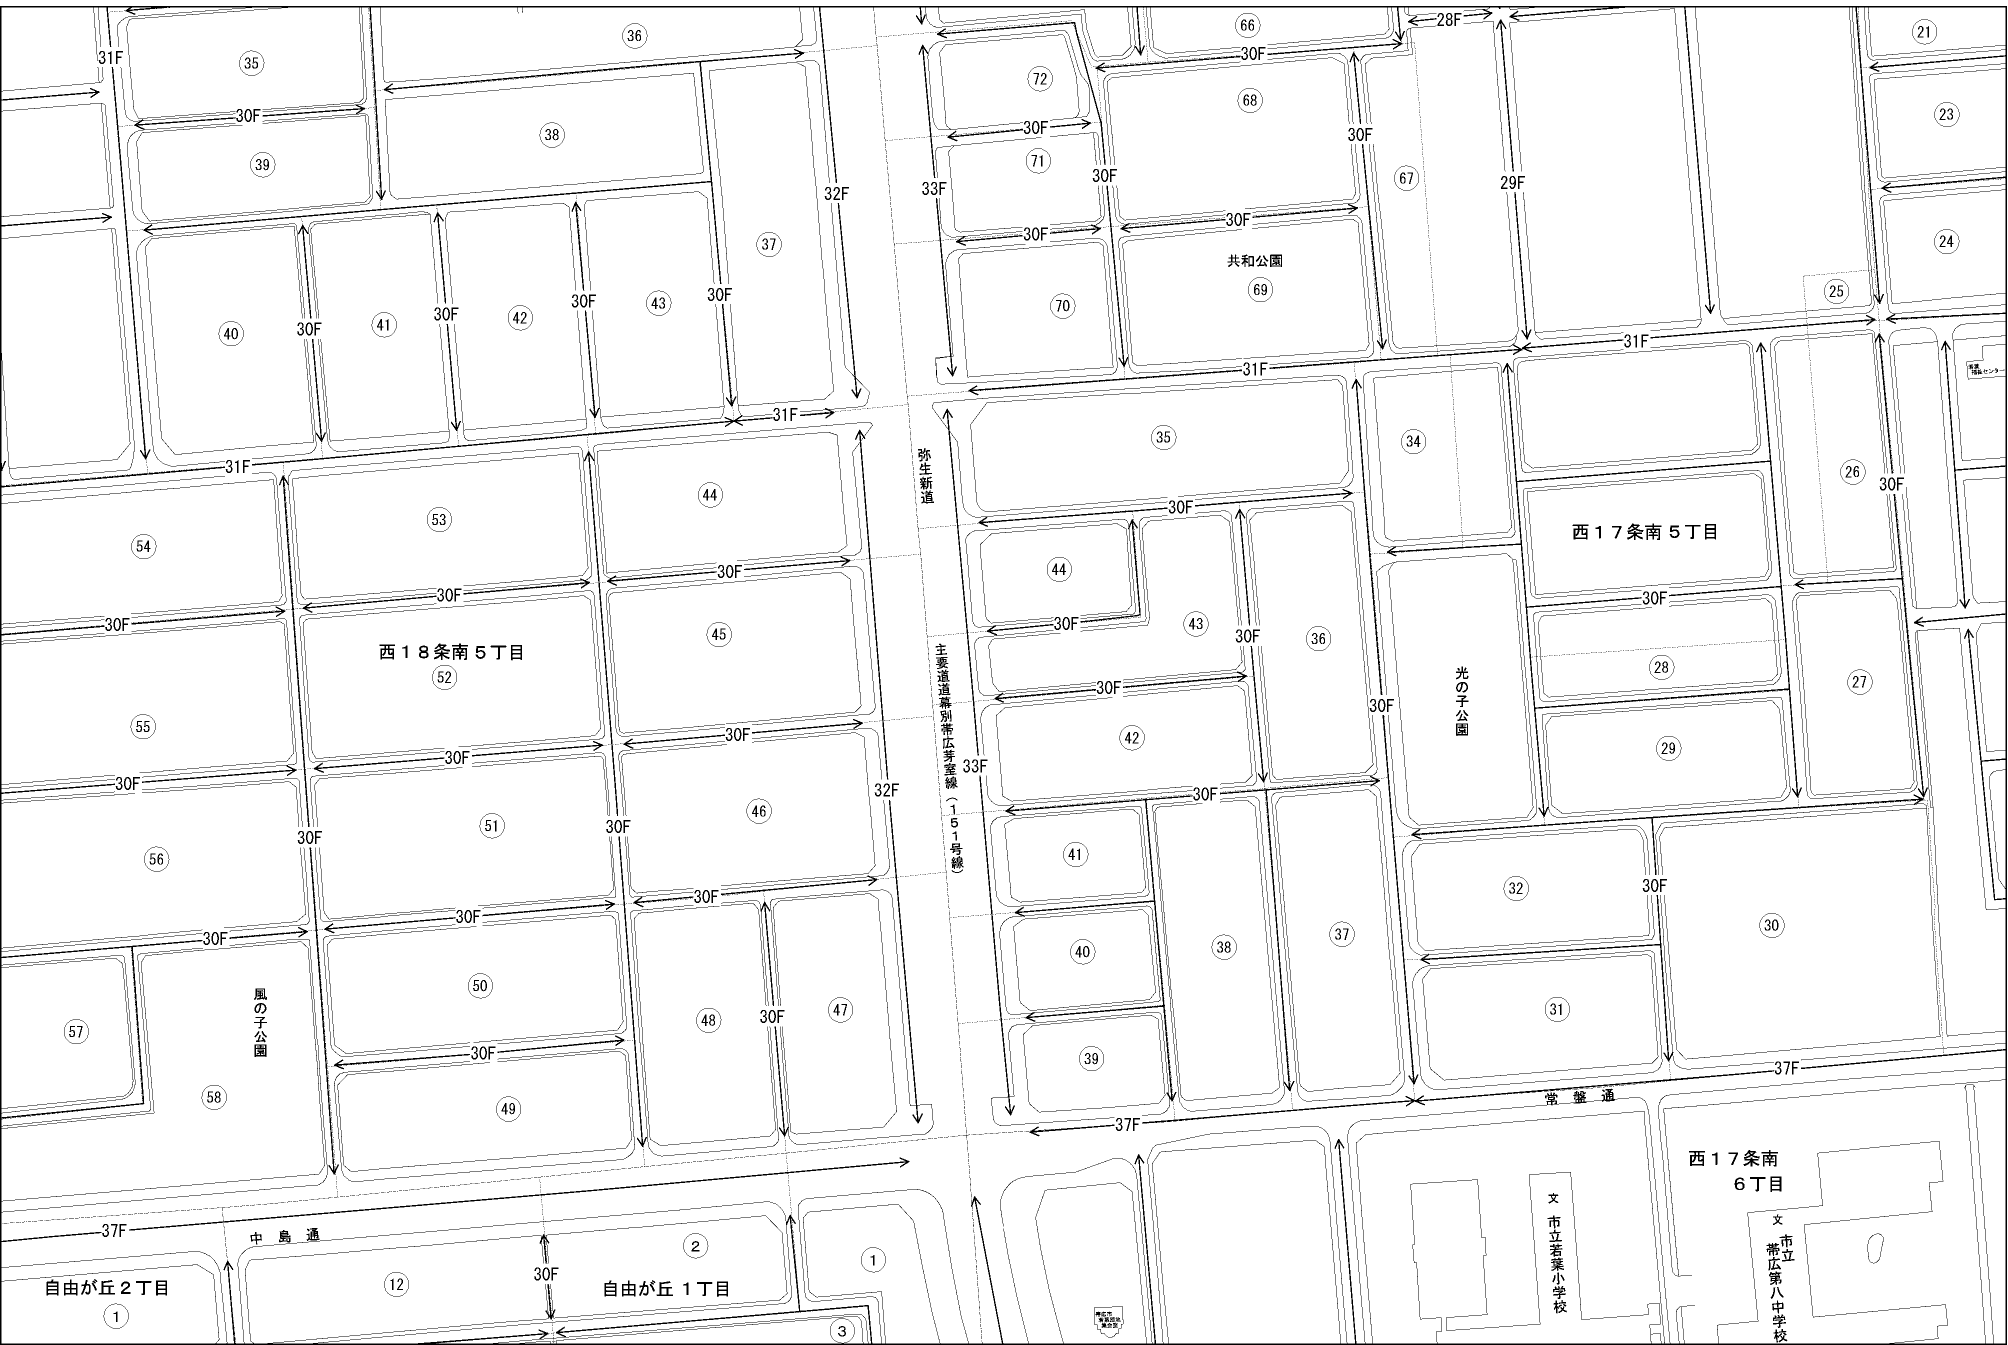 66
28F
21
36
31F
35
30F
72
30F
68
23
30F
38
30F
30F
39
71
67
30F
29F
33F
32F
30F
30F
24
37
共和公園
69
25
30F
43
70
42
41
40
30F
30F
30F
31F
31F
31F
31F
35
34
弥生新道
26
30F
44
53
30F
54
西17条南5丁目
44
30F
30F
30F
30F
30F
43
30F
36
45
西18条南5丁目
52
主要道道幕別帯広芽室線(151号線)
光の子公園
28
27
30F
30F
55
30F
30F
42
29
33F
30F
32F
30F
46
51
30F
30F
56
41
32
30F
30F
30F
30F
30
38
37
40
50
風の子公園
57
48
30F
47
31
30F
39
37F
58
49
常盤通
37F
西17条南
6丁目
文
市立若葉小学校
文
市立
帯広第八中学校
37F
中島通
2
1
自由が丘2丁目
1
12
30F
自由が丘1丁目
3